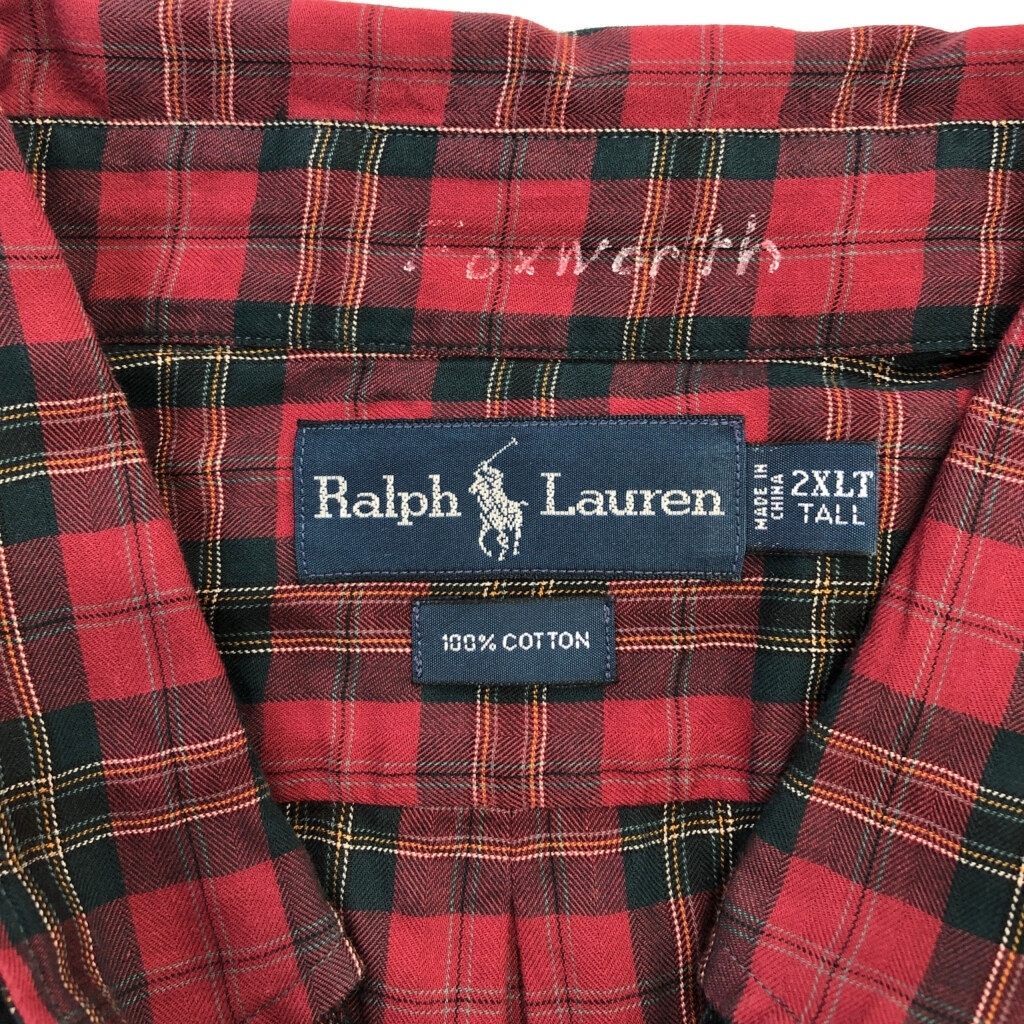 Foxworth
Ralph Lauren
MADE IN
CHINA
2XLT
TALL
100% COTTON